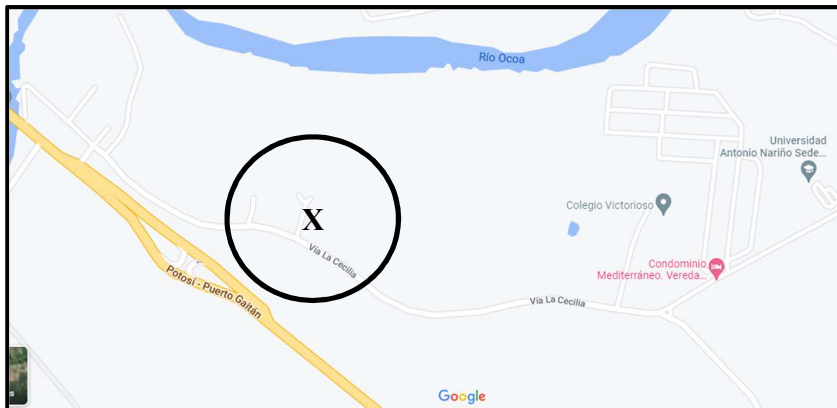 Río Ocoa
Universidad
Antonio Nariño Sede...
Colegio Victorioso
X
Vía La Cecilia
Condominio
Mediterráneo. Vereda...
Potosí - Puerto Gaitán
Vía La Cecilia
Google